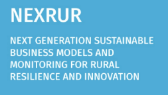 NEXRUR
NEXT GENERATION SUSTAINABLE
BUSINESS MODELS AND
MONITORING FOR RURAL
RESILIENCE AND INNOVATION